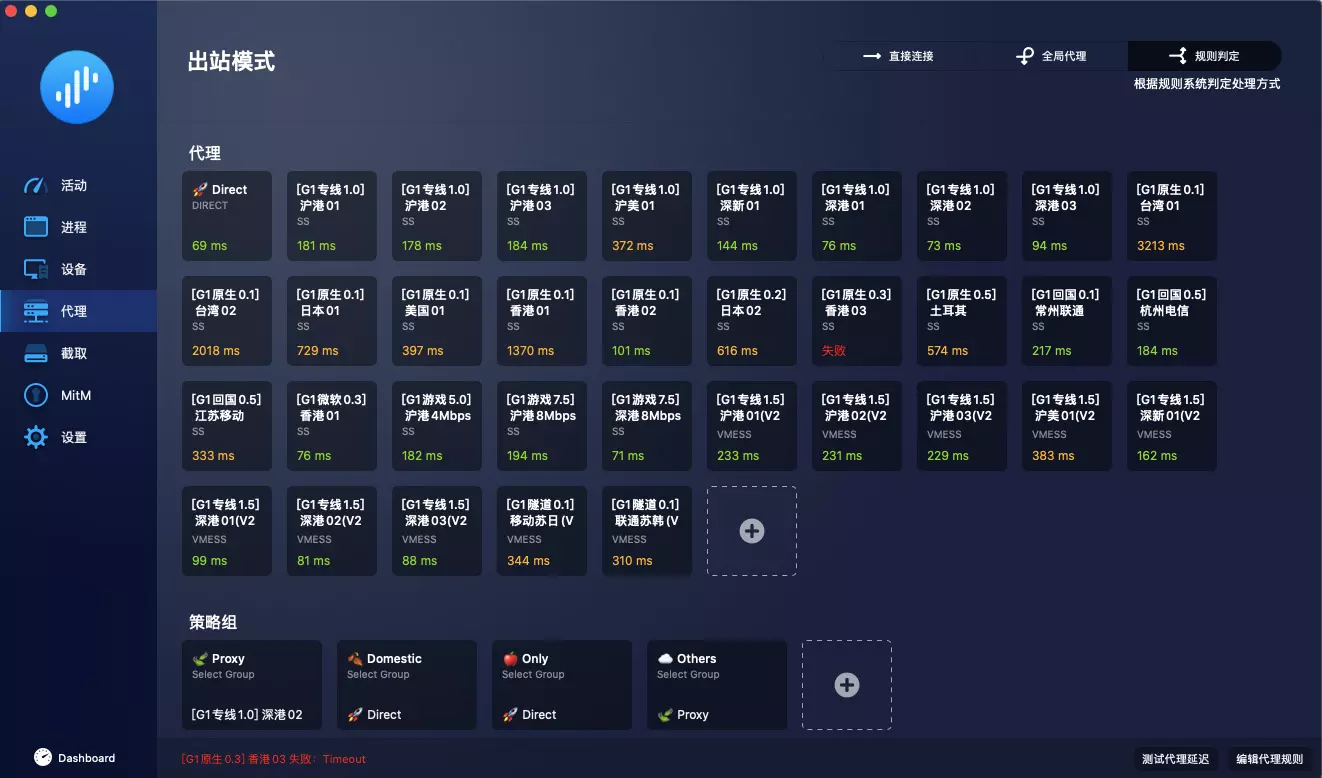 出站模式
直接连接
全局代理
规则判定
根据规则系统判定处理方式
活动
进程
设备
代理
截取
MitM
设置
Dashboard
代理
🚀 Direct
DIRECT
69 ms
[G1专线1.0]
沪港01
SS
181 ms
[G1专线1.0]
沪港02
SS
178 ms
[G1专线1.0]
沪港03
SS
184 ms
[G1专线1.0]
沪美01
SS
372 ms
[G1专线1.0]
深新01
SS
144 ms
[G1专线1.0]
深港01
SS
76 ms
[G1专线1.0]
深港02
SS
73 ms
[G1专线1.0]
深港03
SS
94 ms
[G1原生0.1]
台湾01
SS
3213 ms
[G1原生0.1]
台湾02
SS
2018 ms
[G1原生0.1]
日本01
SS
729 ms
[G1原生0.1]
美国01
SS
397 ms
[G1原生0.1]
香港01
SS
1370 ms
[G1原生0.1]
香港02
SS
101 ms
[G1原生0.2]
日本02
SS
616 ms
[G1原生0.3]
香港03
SS
失败
[G1原生0.5]
土耳其
SS
574 ms
[G1回国0.1]
常州联通
SS
217 ms
[G1回国0.5]
杭州电信
SS
184 ms
[G1回国0.5]
江苏移动
SS
333 ms
[G1微软0.3]
香港01
SS
76 ms
[G1游戏5.0]
沪港4Mbps
SS
182 ms
[G1游戏7.5]
沪港8Mbps
SS
194 ms
[G1游戏7.5]
深港8Mbps
SS
71 ms
[G1专线1.5]
沪港01(V2
VMESS
233 ms
[G1专线1.5]
沪港02(V2
VMESS
231 ms
[G1专线1.5]
沪港03(V2
VMESS
229 ms
[G1专线1.5]
沪美01(V2
VMESS
383 ms
[G1专线1.5]
深新01(V2
VMESS
162 ms
[G1专线1.5]
深港01(V2
VMESS
99 ms
[G1专线1.5]
深港02(V2
VMESS
81 ms
[G1专线1.5]
深港03(V2
VMESS
88 ms
[G1隧道0.1]
移动苏日(V
VMESS
344 ms
[G1隧道0.1]
联通苏韩(V
VMESS
310 ms
策略组
Proxy
Select Group
[G1专线1.0] 深港02
🍂 Domestic
Select Group
🚀 Direct
🍎 Only
Select Group
🚀 Direct
☁️ Others
Select Group
Proxy
[G1原生0.3] 香港03 失败：Timeout
测试代理延迟
编辑代理规则